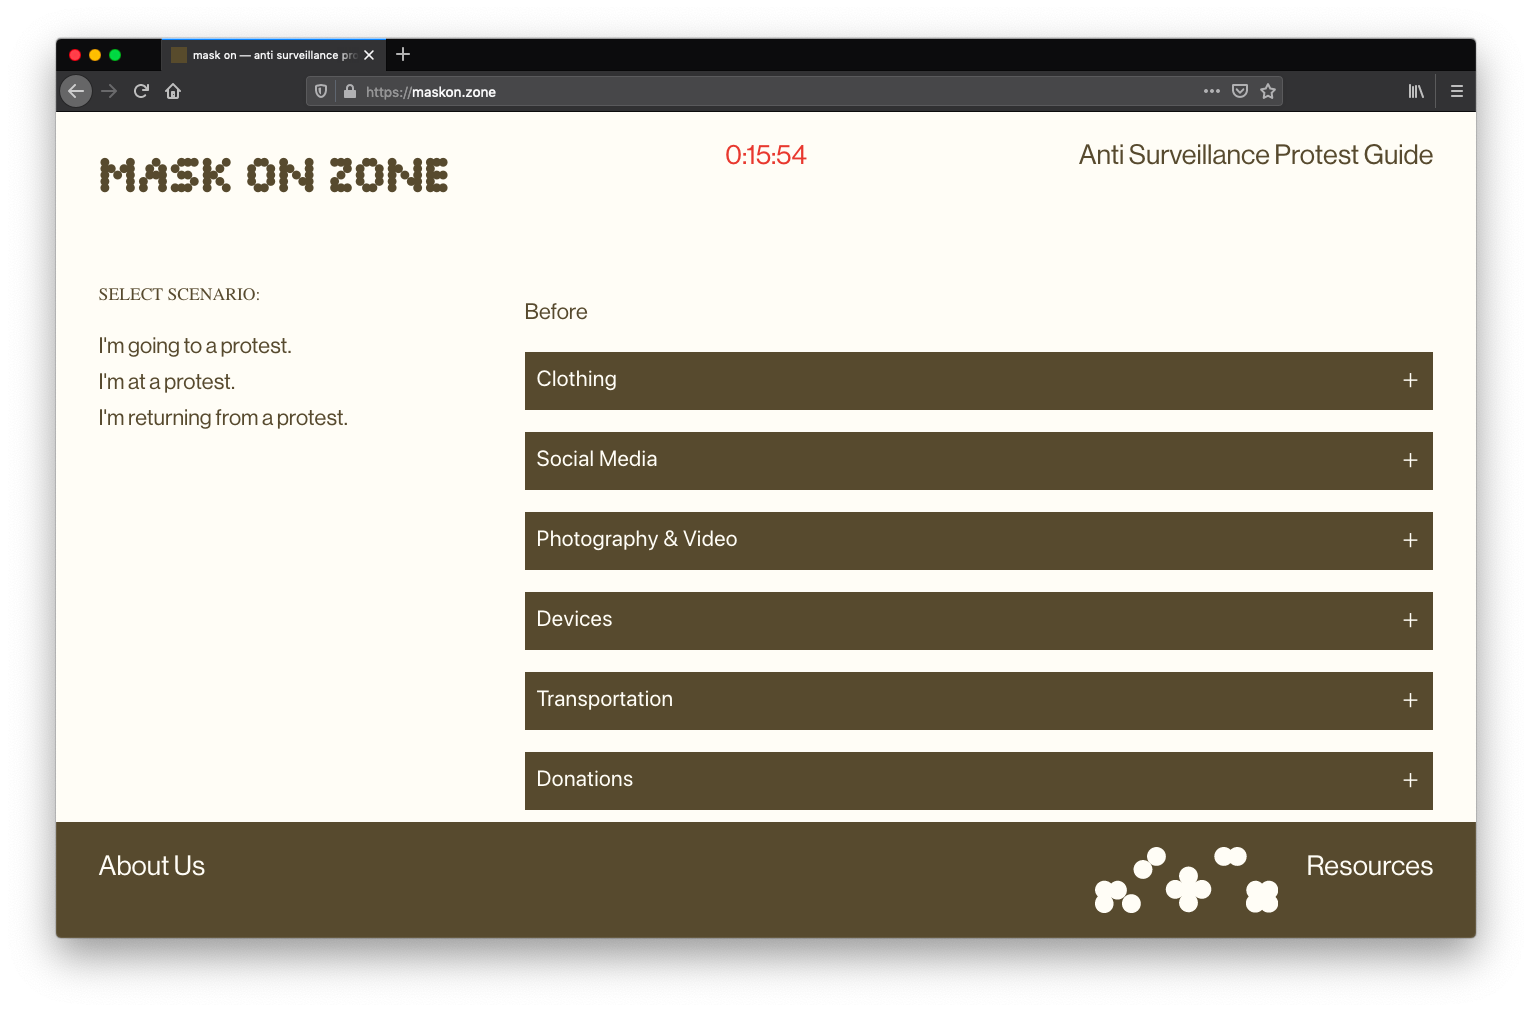 mask on — anti surveillance pro
https://maskon.zone
MASK ON ZONE
0:15:54
Anti Surveillance Protest Guide
SELECT SCENARIO:
I'm going to a protest.
I'm at a protest.
I'm returning from a protest.
Before
Clothing
Social Media
Photography & Video
Devices
Transportation
Donations
About Us
Resources